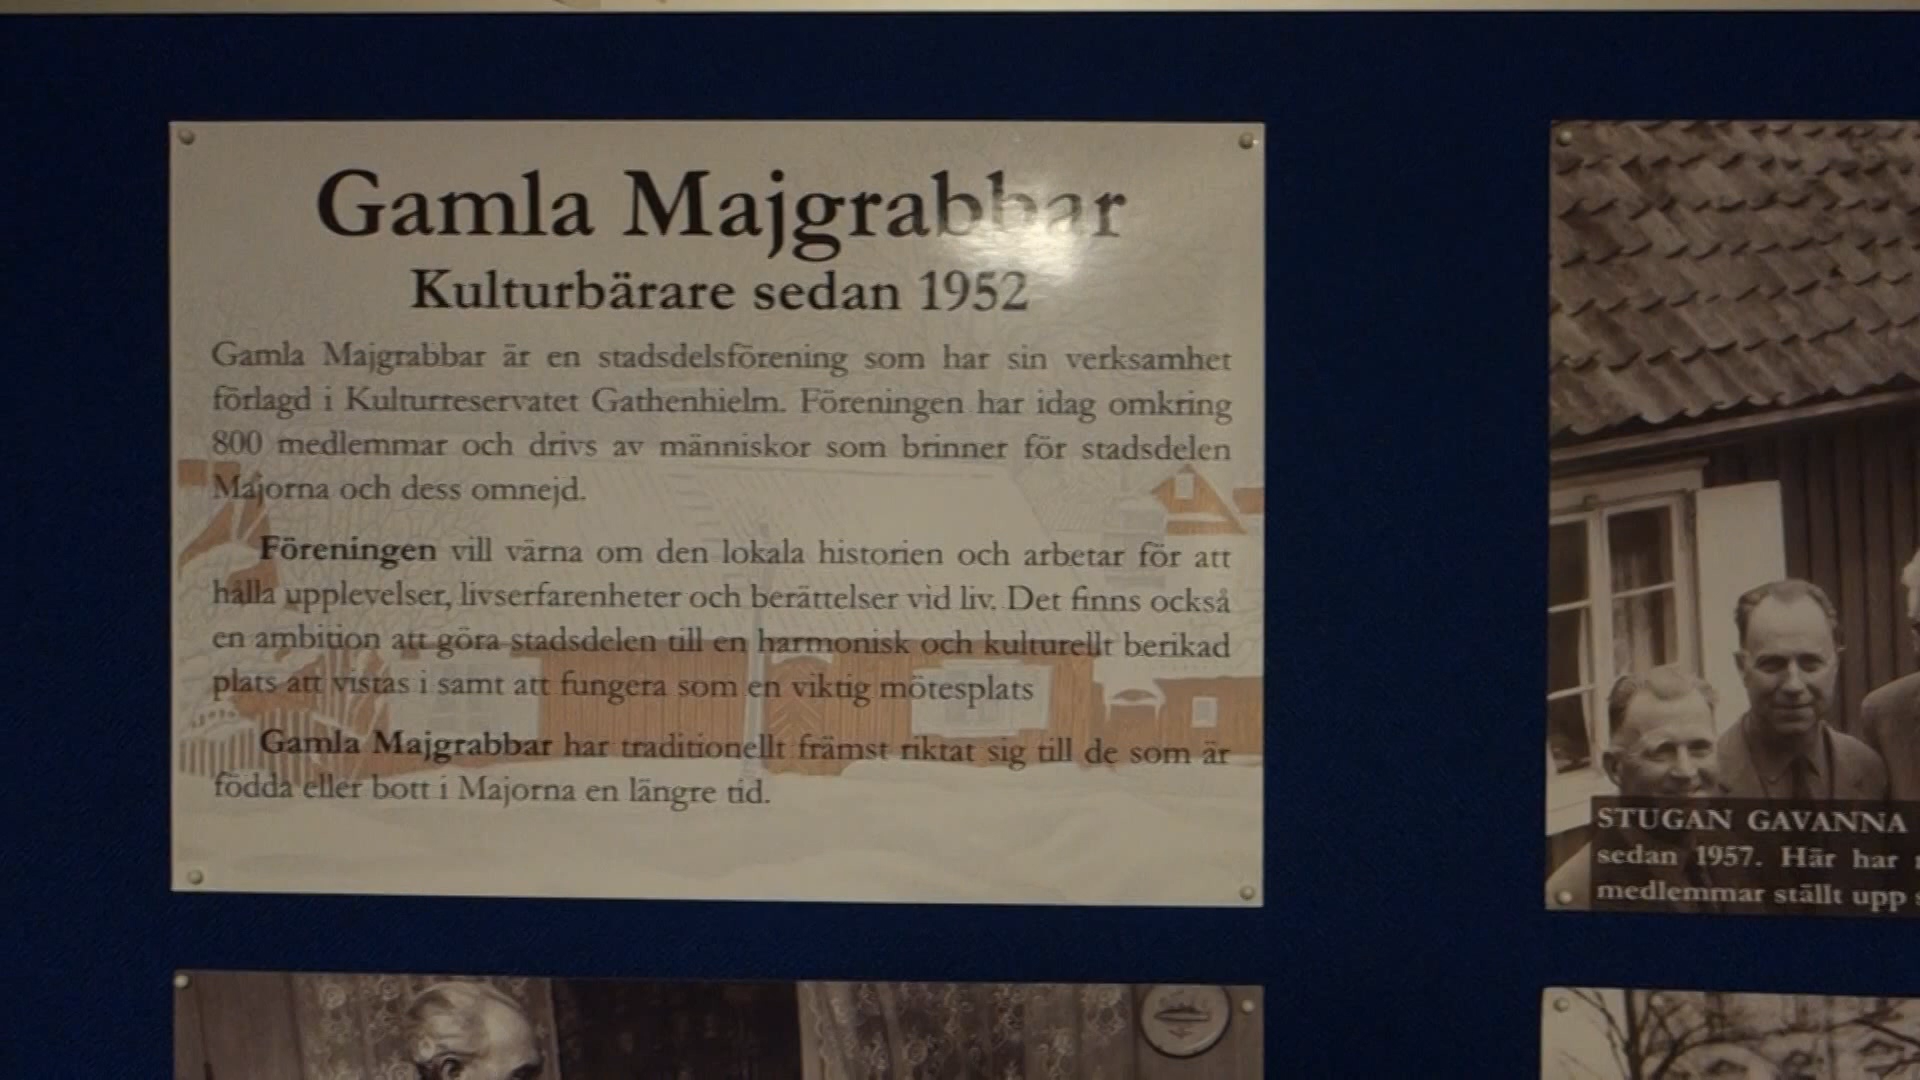 Gamla Majgrabbar
Kulturbärare sedan 1952
Gamla Majgrabbar är en stadsdelsförening som har sin verksamhet
förlagd i Kulturreservatet Gathenhielm. Föreningen har idag omkring
800 medlemmar och drivs av människor som brinner för stadsdelen
Majorna och dess omnejd.
Föreningen vill värna om den lokala historien och arbetar för att
hålla upplevelser, livserfarenheter och berättelser vid liv. Det finns också
en ambition att göra stadsdelen till en harmonisk och kulturellt berikad
plats att vistas i samt att fungera som en viktig mötesplats
Gamla Majgrabbar har traditionellt främst riktat sig till de som är
födda eller bott i Majorna en längre tid.
STUGAN GAVANNA
sedan 1957. Här har
medlemmar ställt upp